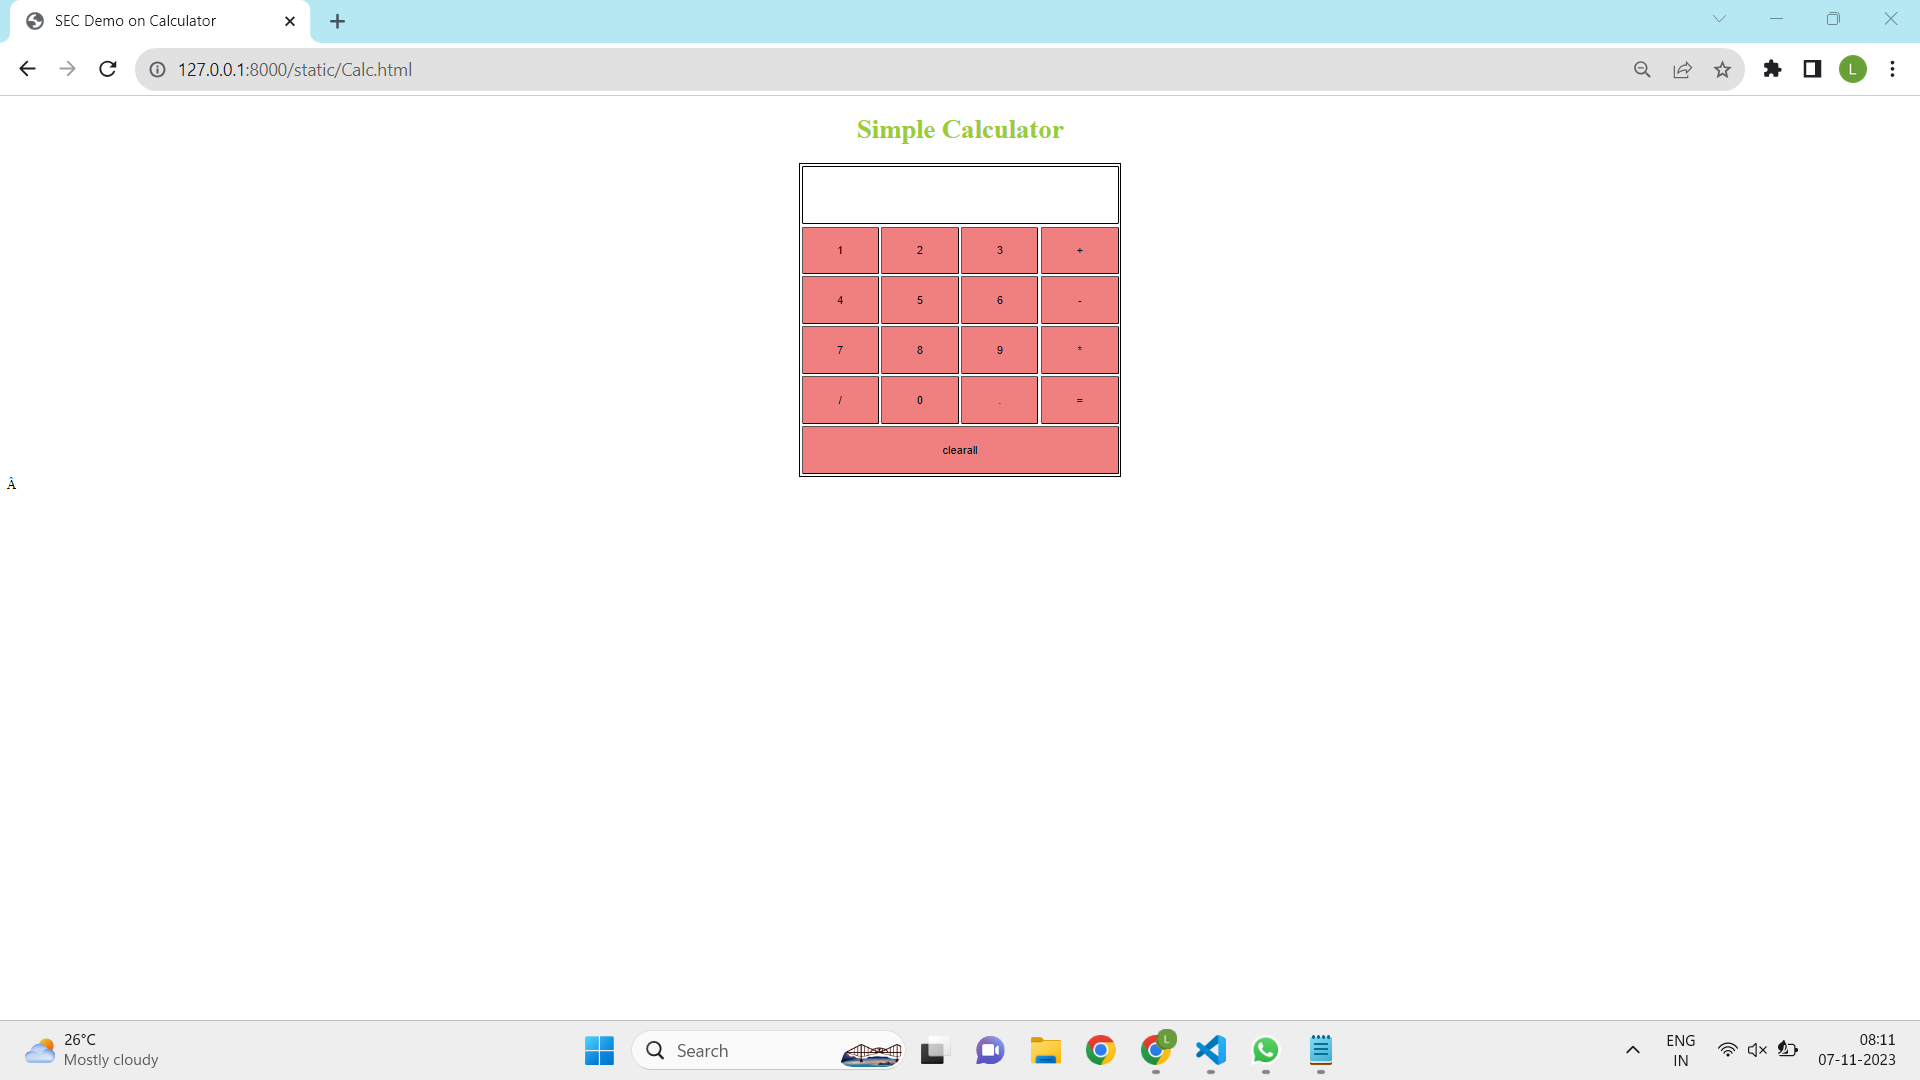 SEC Demo on Calculator
127.0.0.1:8000/static/Calc.html
L
Simple Calculator
1 2 3 +
4 5 6 -
7 8 9 *
/ 0 . =
clearall
Â
26°C
Mostly cloudy
Search
L
ENG
IN
08:11
07-11-2023